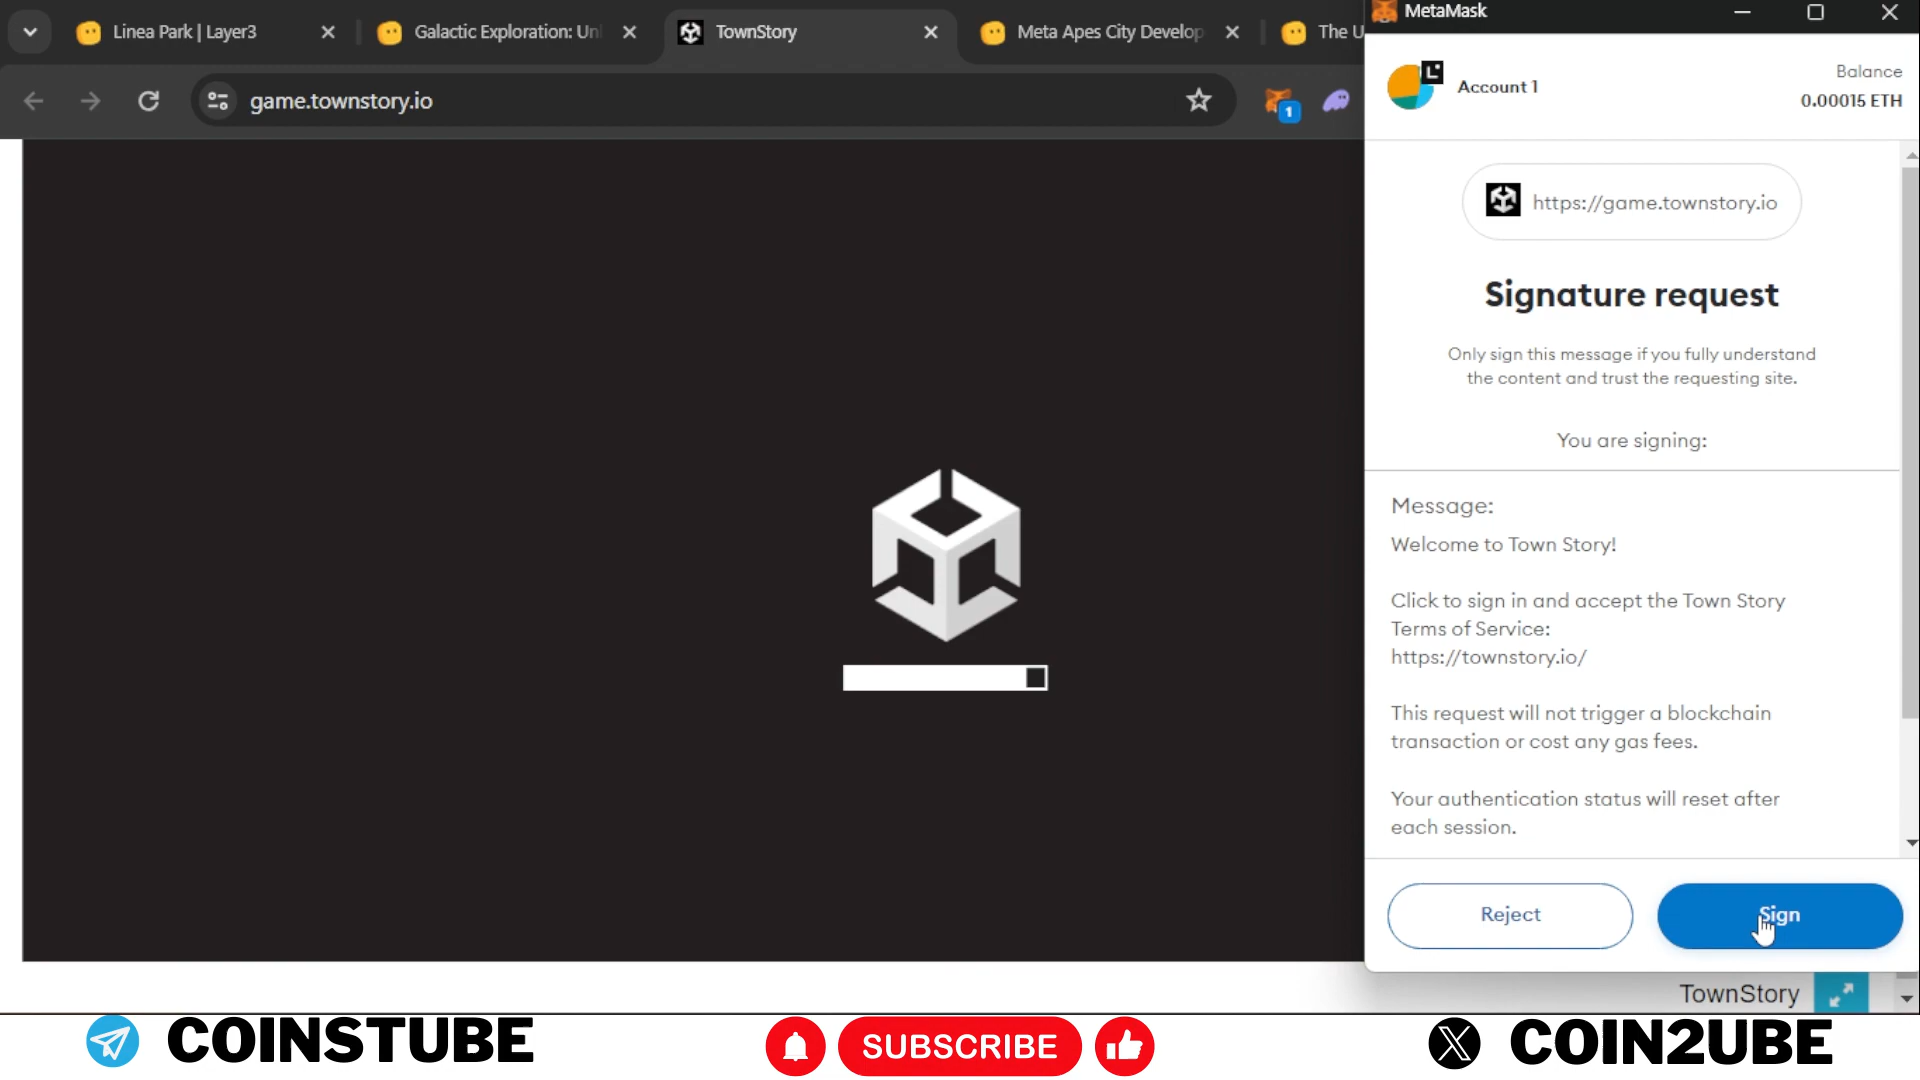 Linea Park | Layer3
Galactic Exploration: Unl
TownStory
Meta Apes City Develop
The U
MetaMask
game.townstory.io
1
L
Account 1
Balance
0.00015 ETH
https://game.townstory.io
Signature request
Only sign this message if you fully understand
the content and trust the requesting site.
You are signing:
Message:
Welcome to Town Story!
Click to sign in and accept the Town Story
Terms of Service:
https://townstory.io/
This request will not trigger a blockchain
transaction or cost any gas fees.
Your authentication status will reset after
each session.
Reject
Sign
TownStory
COINSTUBE
SUBSCRIBE
COIN2UBE